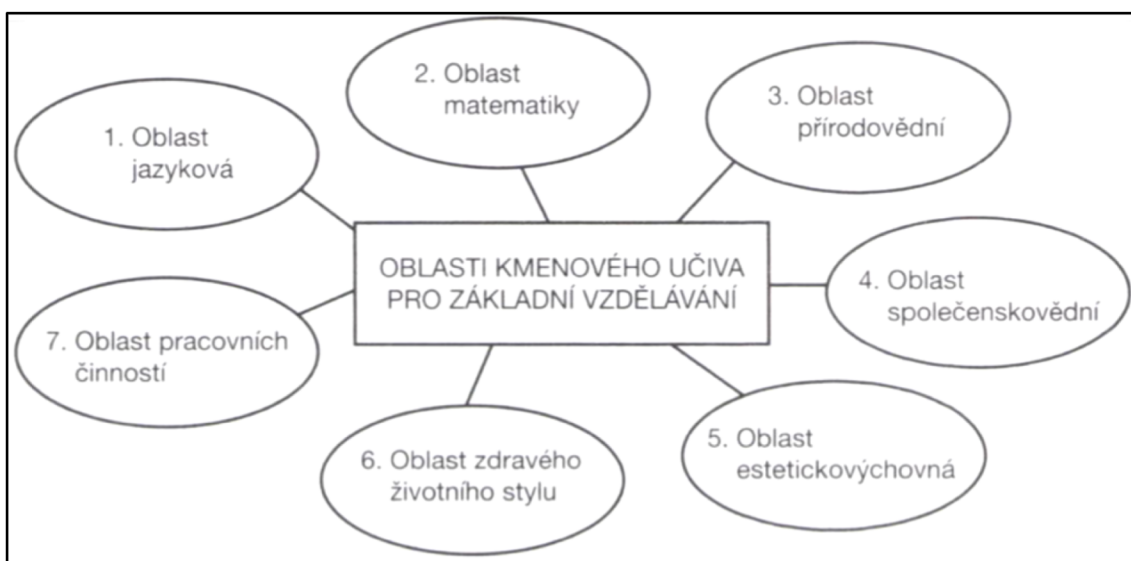 1. Oblast
jazyková
2. Oblast
matematiky
3. Oblast
přírodovědní
OBLASTI KMENOVÉHO UČIVA
PRO ZÁKLADNÍ VZDĚLÁVÁNÍ
4. Oblast
společenskovědní
5. Oblast
estetickovýchovná
6. Oblast zdravého
životního stylu
7. Oblast pracovních
činností